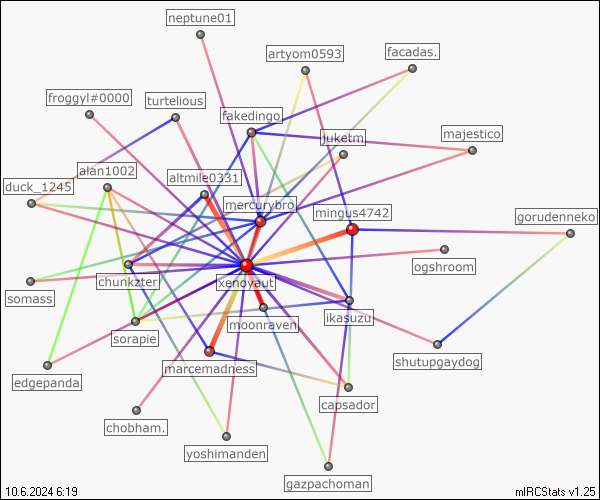 neptune01
artyom0593
facadas.
froggyl#0000
turtelious
fakedingo
juketm
majestico
alan1002
altmile0331
duck_1245
mercurybro
mingus4742
gorudenneko
ogshroom
chunkzter
xenovaut
somass
moonraven
ikasuzu
sorapie
shutupgaydog
marcemadness
edgepanda
capsador
chobham.
yoshimanden
gazpachoman
10.6.2024 6:19
mIRCStats v1.25